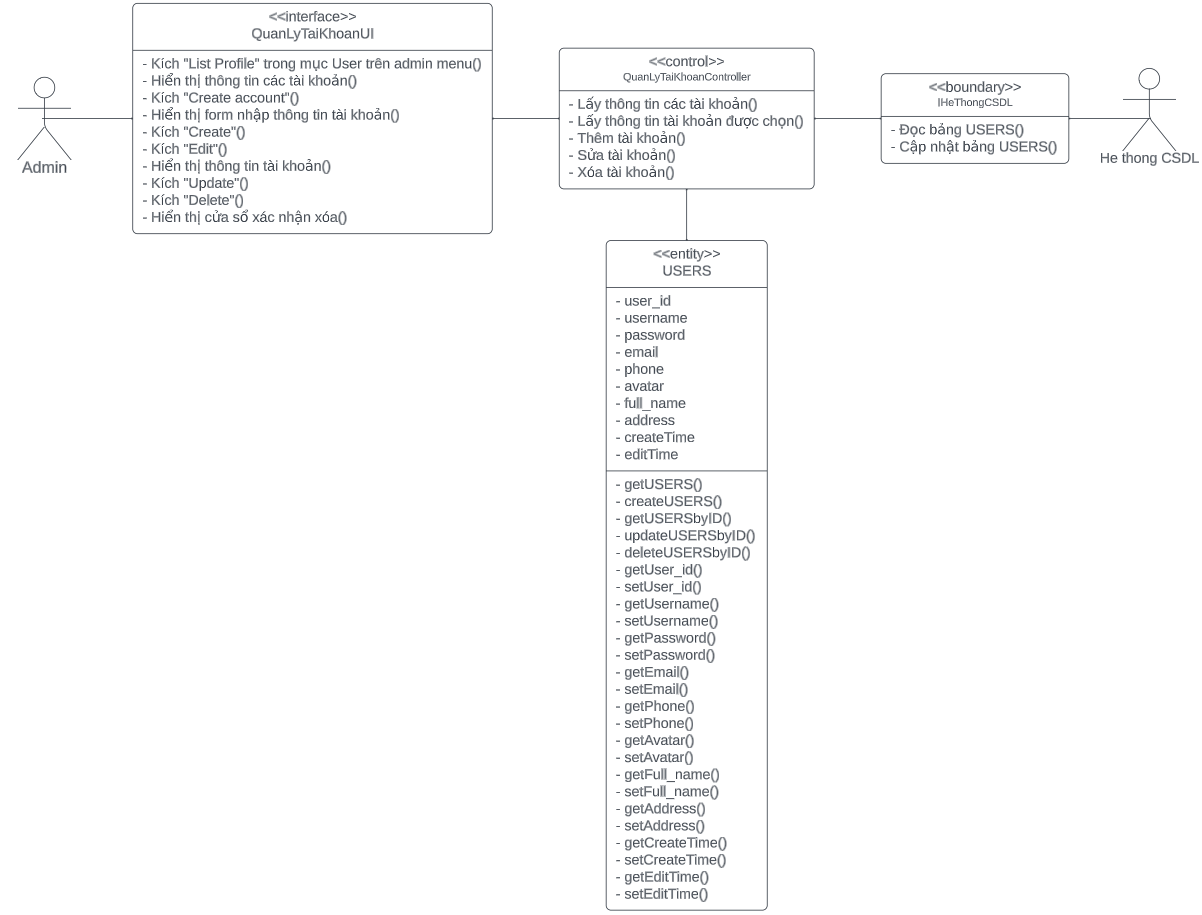 <<interface>>
QuanLyTaiKhoanUI
- Kích "List Profile" trong mục User trên admin menu()
- Hiển thị thông tin các tài khoản()
- Kích "Create account"()
- Hiển thị form nhập thông tin tài khoản()
- Kích "Create"()
- Kích "Edit"()
- Hiển thị thông tin tài khoản()
- Kích "Update"()
- Kích "Delete"()
- Hiển thị cửa sổ xác nhận xóa()
Admin
<<control>>
QuanLyTaiKhoanController
- Lấy thông tin các tài khoản()
- Lấy thông tin tài khoản được chọn()
- Thêm tài khoản()
- Sửa tài khoản()
- Xóa tài khoản()
<<boundary>>
IHeThongCSDL
- Đọc bảng USERS()
- Cập nhật bảng USERS()
He thong CSDL
<<entity>>
USERS
- user_id
- username
- password
- email
- phone
- avatar
- full_name
- address
- createTime
- editTime
- getUSERS()
- createUSERS()
- getUSERSbyID()
- updateUSERSbyID()
- deleteUSERSbyID()
- getUser_id()
- setUser_id()
- getUsername()
- setUsername()
- getPassword()
- setPassword()
- getEmail()
- setEmail()
- getPhone()
- setPhone()
- getAvatar()
- setAvatar()
- getFull_name()
- setFull_name()
- getAddress()
- setAddress()
- getCreateTime()
- setCreateTime()
- getEditTime()
- setEditTime()